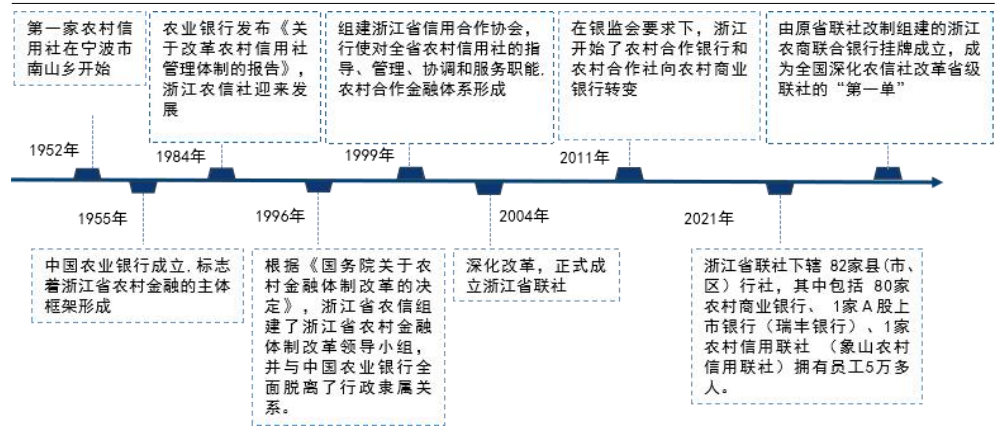 第一家农村信
用社在宁波市
南山乡开始
农业银行发布《关
于改革农村信用社
管理体制的报告》，
浙江农信社迎来发
展
组建浙江省信用合作协会，
行使对全省农村信用社的指
导、管理、协调和服务职能，
农村合作金融体系形成
在银监会要求下，浙江
开始了农村合作银行和
农村合作社向农村商业
银行转变
由原省联社改制组建的浙江
农商联合银行挂牌成立，成
为全国深化农信社改革省级
联社的“第一单”
1952年
1984年
1999年
2011年
1955年
1996年
2004年
2021年
中国农业银行成立，标志
着浙江省农村金融的主体
框架形成
根据《国务院关于农
村金融体制改革的决
定》，浙江省农信组
建了浙江省农村金融
体制改革领导小组，
并与中国农业银行全
面脱离了行政隶属关
系。
深化改革，正式成
立浙江省联社
浙江省联社下辖 82家县(市、
区）行社，其中包括 80家
农村商业银行、 1家A股上
市银行（瑞丰银行）、1家
农村信用联社 （象山农村
信用联社）拥有员工5万多
人。